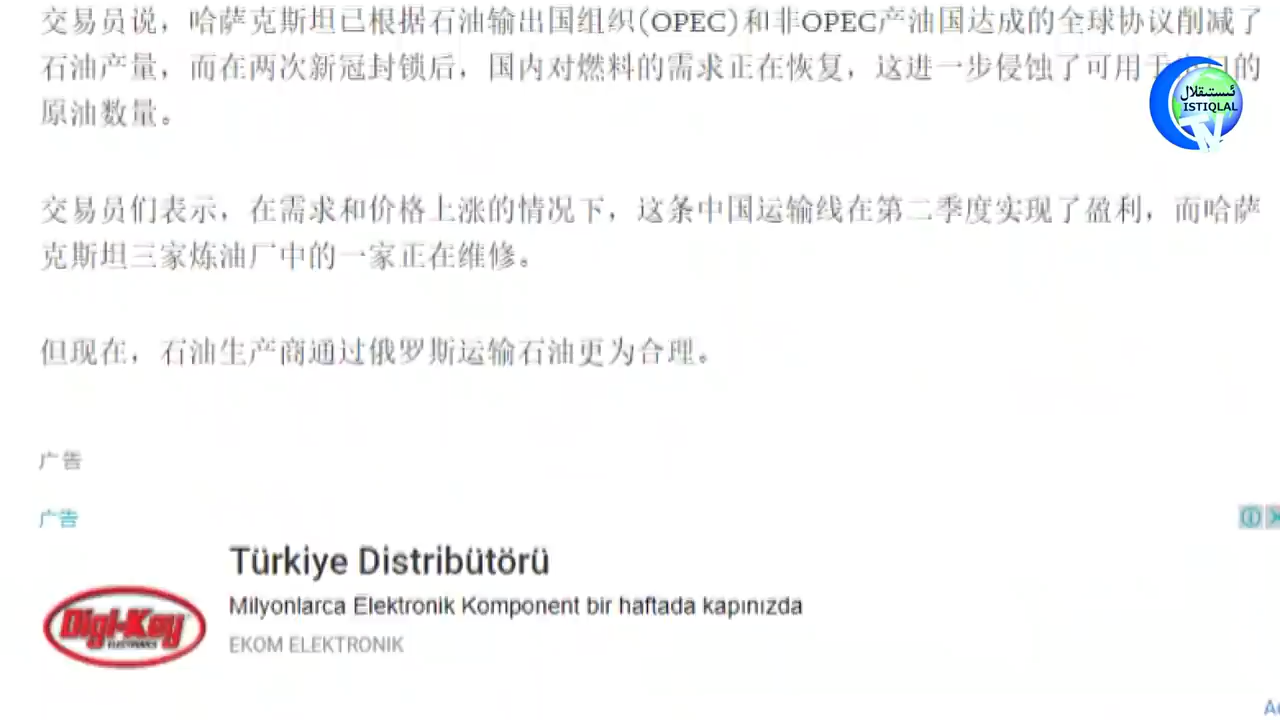 交易员说，哈萨克斯坦已根据石油输出国组织(OPEC)和非OPEC产油国达成的全球协议削减了
石油产量，而在两次新冠封锁后，国内对燃料的需求正在恢复，这进一步侵蚀了可用于出口的
原油数量。
ئىستىقلال
ISTIQLAL
TV
交易员们表示，在需求和价格上涨的情况下，这条中国运输线在第二季度实现了盈利，而哈萨
克斯坦三家炼油厂中的一家正在维修。
但现在，石油生产商通过俄罗斯运输石油更为合理。
广告
广告
Türkiye Distribütörü
Milyonlarca Elektronik Komponent bir haftada kapınızda
EKOM ELEKTRONIK
Digi-Key
ELECTRONICS